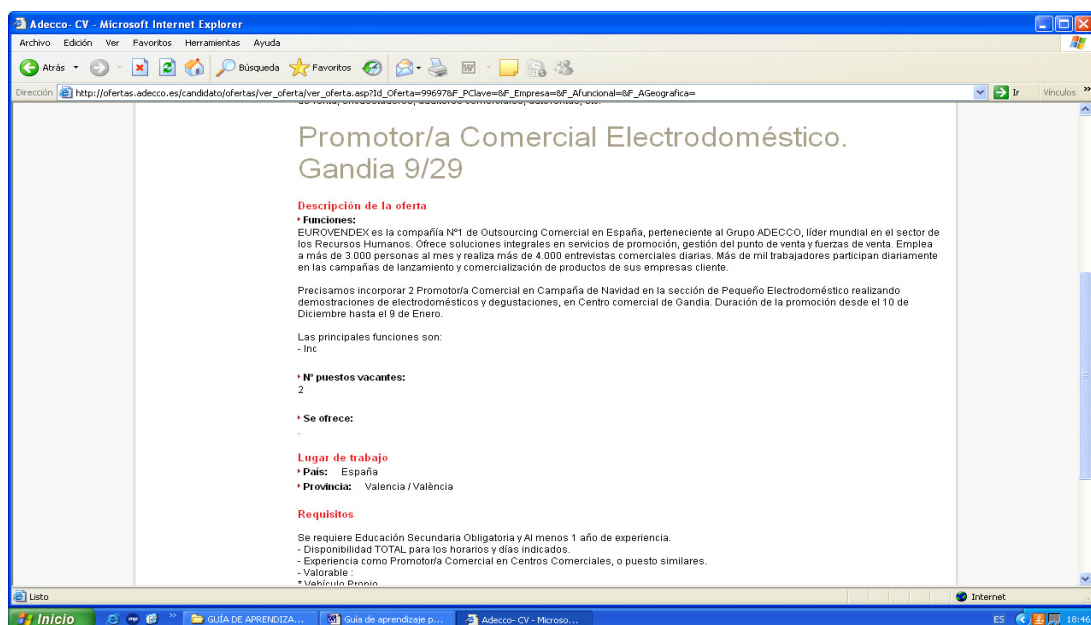 Adecco- CV - Microsoft Internet Explorer
Archivo Edición Ver Favoritos Herramientas Ayuda
Atrás Búsqueda Favoritos
Dirección http://ofertas.adecco.es/candidato/ofertas/ver_oferta/ver_oferta.asp?Id_Oferta=99697&F_PClave=&F_Empresa=&F_Afuncional=&F_AGeografica= Ir Vínculos »
de venta, encuestadores, auditores comerciales, autoventas, etc.
Promotor/a Comercial Electrodoméstico.
Gandia 9/29
Descripción de la oferta
Funciones:
EUROVENDEX es la compañía Nº1 de Outsourcing Comercial en España, perteneciente al Grupo ADECCO, líder mundial en el sector de
los Recursos Humanos. Ofrece soluciones integrales en servicios de promoción, gestión del punto de venta y fuerzas de venta. Emplea
a más de 3.000 personas al mes y realiza más de 4.000 entrevistas comerciales diarias. Más de mil trabajadores participan diariamente
en las campañas de lanzamiento y comercialización de productos de sus empresas cliente.
Precisamos incorporar 2 Promotor/a Comercial en Campaña de Navidad en la sección de Pequeño Electrodoméstico realizando
demostraciones de electrodomésticos y degustaciones, en Centro comercial de Gandia. Duración de la promoción desde el 10 de
Diciembre hasta el 9 de Enero.
Las principales funciones son:
- Inc
Nº puestos vacantes:
2
Se ofrece:
.
Lugar de trabajo
País: España
Provincia: Valencia / València
Requisitos
Se requiere Educación Secundaria Obligatoria y Al menos 1 año de experiencia.
- Disponibilidad TOTAL para los horarios y días indicados.
- Experiencia como Promotor/a Comercial en Centros Comerciales, o puesto similares.
- Valorable :
* Vehículo Propio
Listo Internet
Inicio » GUÍA DE APRENDIZA... Guía de aprendizaje p... Adecco- CV - Microso... ES 18:46